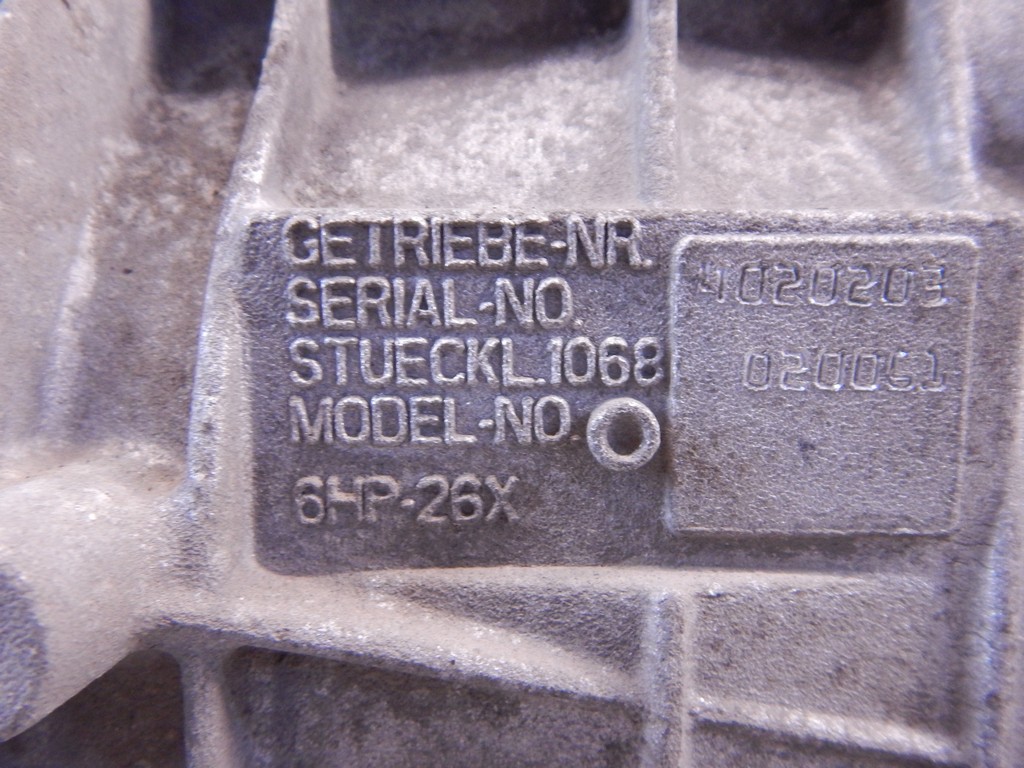 GETRIEBE-NR.
4020203
SERIAL-NO.
STUECKL.1068
020051
MODEL-NO.
6HP-26X